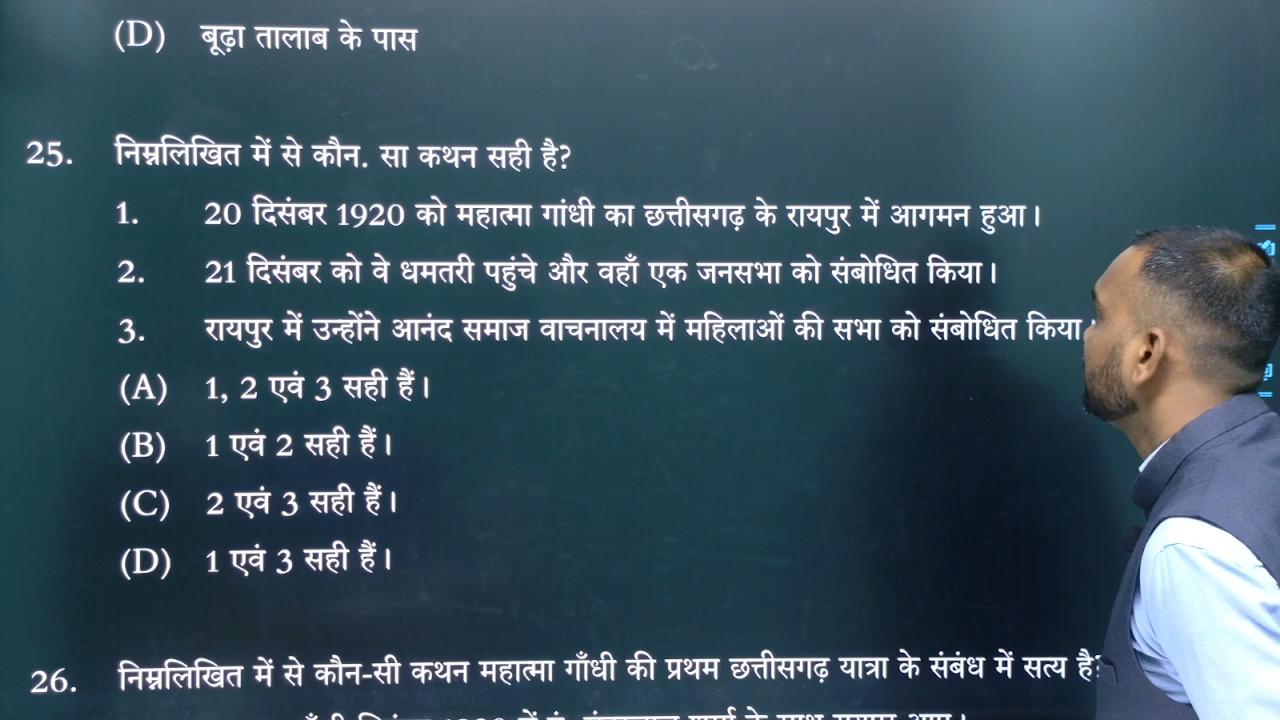 (D) बूढ़ा तालाब के पास
25. निम्नलिखित में से कौन. सा कथन सही है?
1. 20 दिसंबर 1920 को महात्मा गांधी का छत्तीसगढ़ के रायपुर में आगमन हुआ।
2. 21 दिसंबर को वे धमतरी पहुंचे और वहाँ एक जनसभा को संबोधित किया।
3. रायपुर में उन्होंने आनंद समाज वाचनालय में महिलाओं की सभा को संबोधित किया
(A) 1, 2 एवं 3 सही हैं।
(B) 1 एवं 2 सही हैं।
(C) 2 एवं 3 सही हैं।
(D) 1 एवं 3 सही हैं।
26. निम्नलिखित में से कौन-सी कथन महात्मा गाँधी की प्रथम छत्तीसगढ़ यात्रा के संबंध में सत्य है?